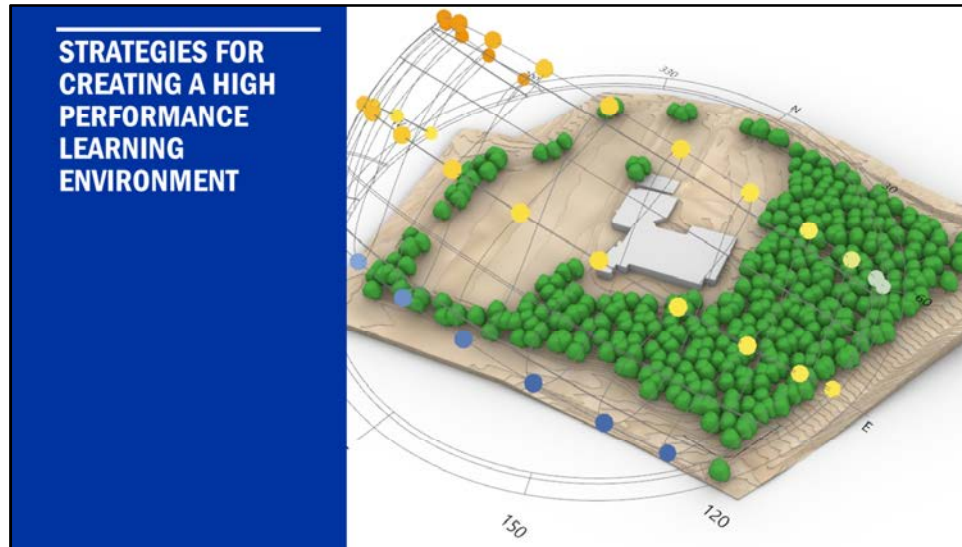 STRATEGIES FOR
CREATING A HIGH
PERFORMANCE
LEARNING
ENVIRONMENT
330
N
30
60
E
120
150